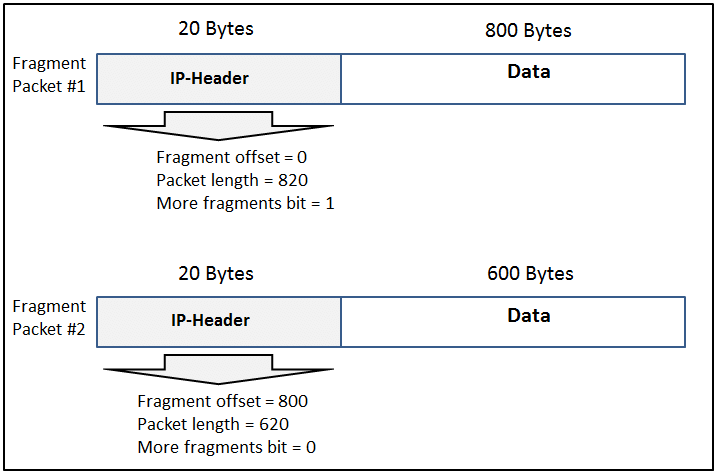 20 Bytes
800 Bytes
Fragment
Packet #1
IP-Header
Data
Fragment offset = 0
Packet length = 820
More fragments bit = 1
20 Bytes
600 Bytes
Fragment
Packet #2
IP-Header
Data
Fragment offset = 800
Packet length = 620
More fragments bit = 0